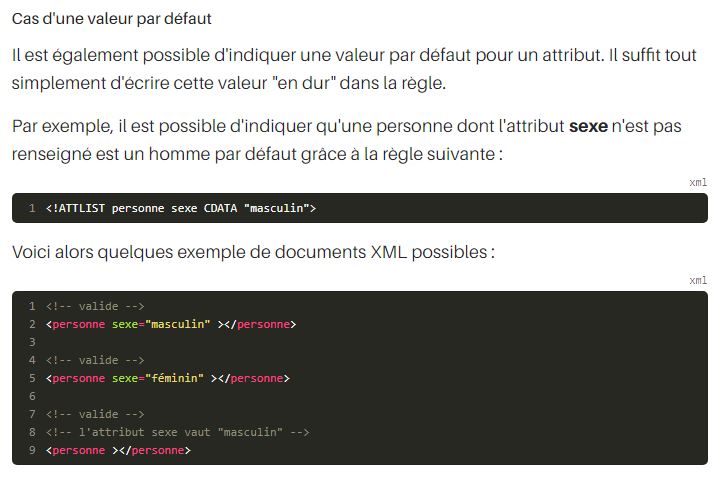 Cas d'une valeur par défaut
Il est également possible d'indiquer une valeur par défaut pour un attribut. Il suffit tout
simplement d'écrire cette valeur "en dur" dans la règle.
Par exemple, il est possible d'indiquer qu'une personne dont l'attribut sexe n'est pas
renseigné est un homme par défaut grâce à la règle suivante :
xml
1 <!ATTLIST personne sexe CDATA "masculin">
Voici alors quelques exemple de documents XML possibles :
xml
1 <!-- valide -->
2 <personne sexe="masculin" ></personne>
3
4 <!-- valide -->
5 <personne sexe="féminin" ></personne>
6
7 <!-- valide -->
8 <!-- l'attribut sexe vaut "masculin" -->
9 <personne ></personne>